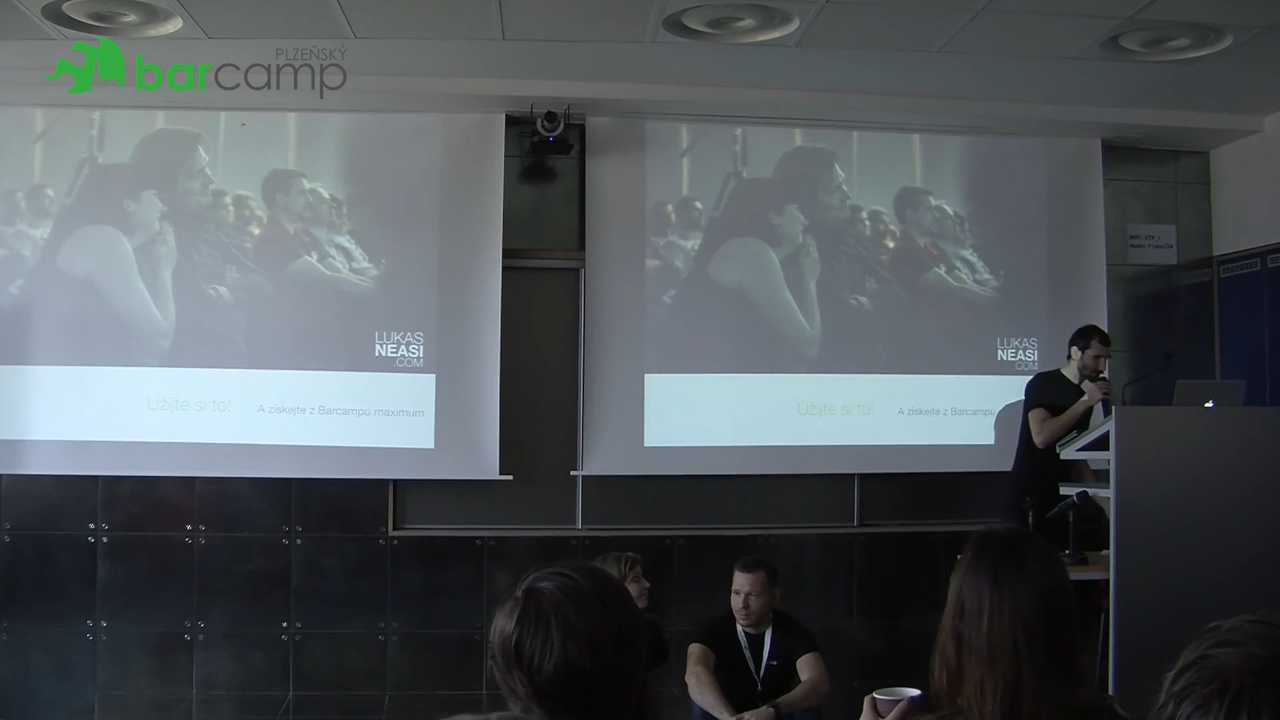 PLZEŇSKÝ
barcamp
LUKAS
NEASI
.COM
Užijte si to! A získejte z Barcampu maximum
LUKAS
NEASI
.COM
Užijte si to! A získejte z Barcampu